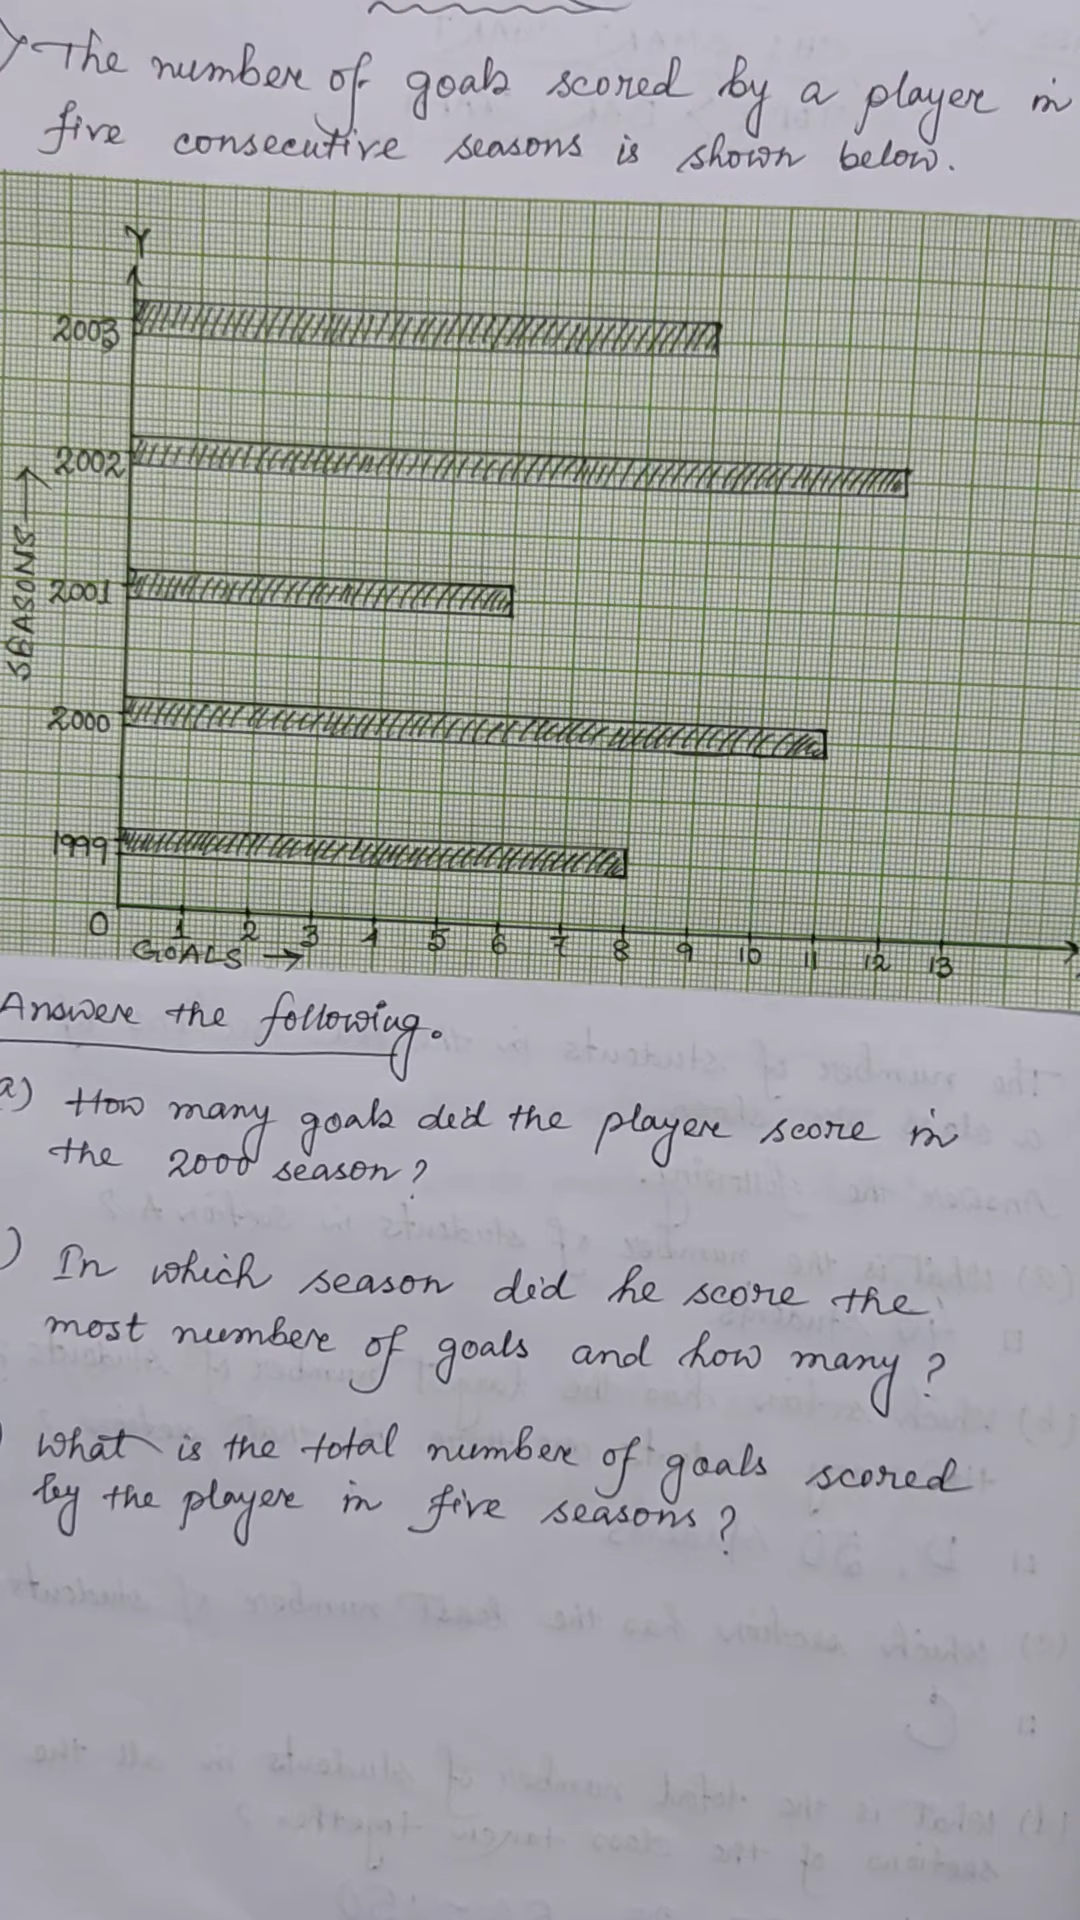 The number of goals scored by a player in
five consecutive seasons is shown below.
Y
2003
2002
2001
2000
1999
SEASONS →
0 1 2 3 4 5 6 7 8 9 10 11 12 13
GOALS →
Answer the following.
a) How many goals did the player score in
the 2000 season?
) In which season did he score the
most number of goals and how many?
) What is the total number of goals scored
by the player in five seasons?